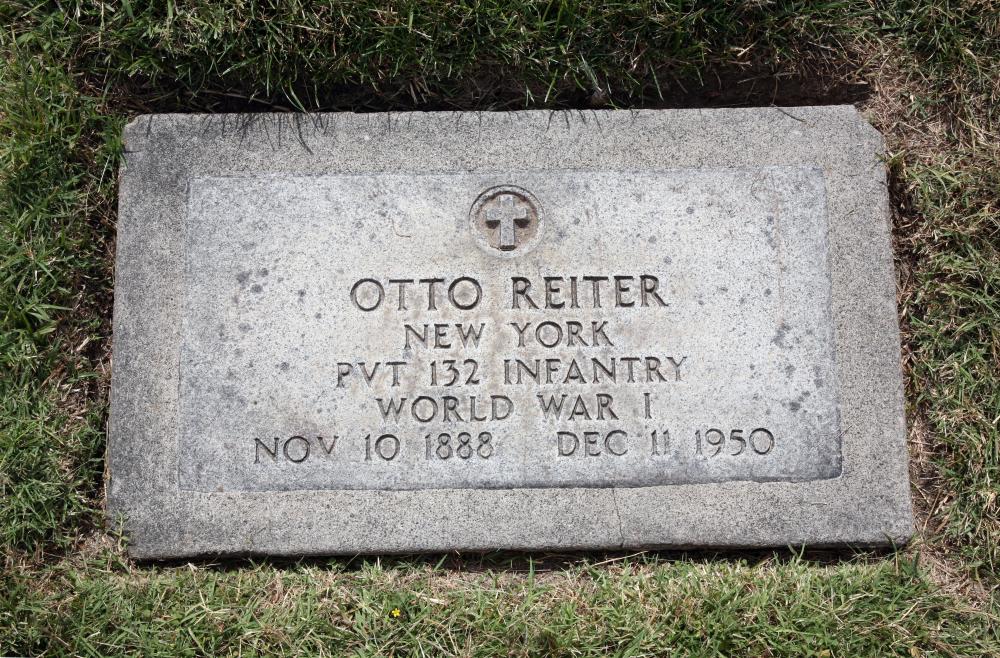 OTTO REITER
NEW YORK
PVT 132 INFANTRY
WORLD WAR I
NOV 10 1888 DEC 11 1950